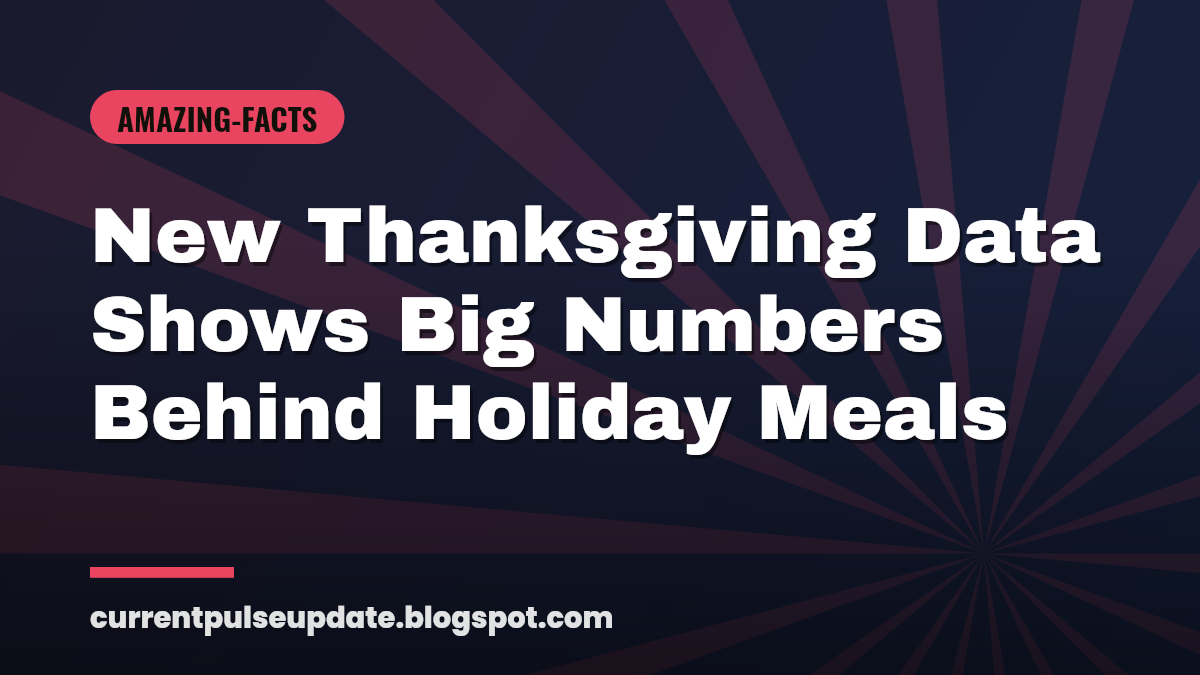 AMAZING-FACTS
New Thanksgiving Data
Shows Big Numbers
Behind Holiday Meals
currentpulseupdate.blogspot.com